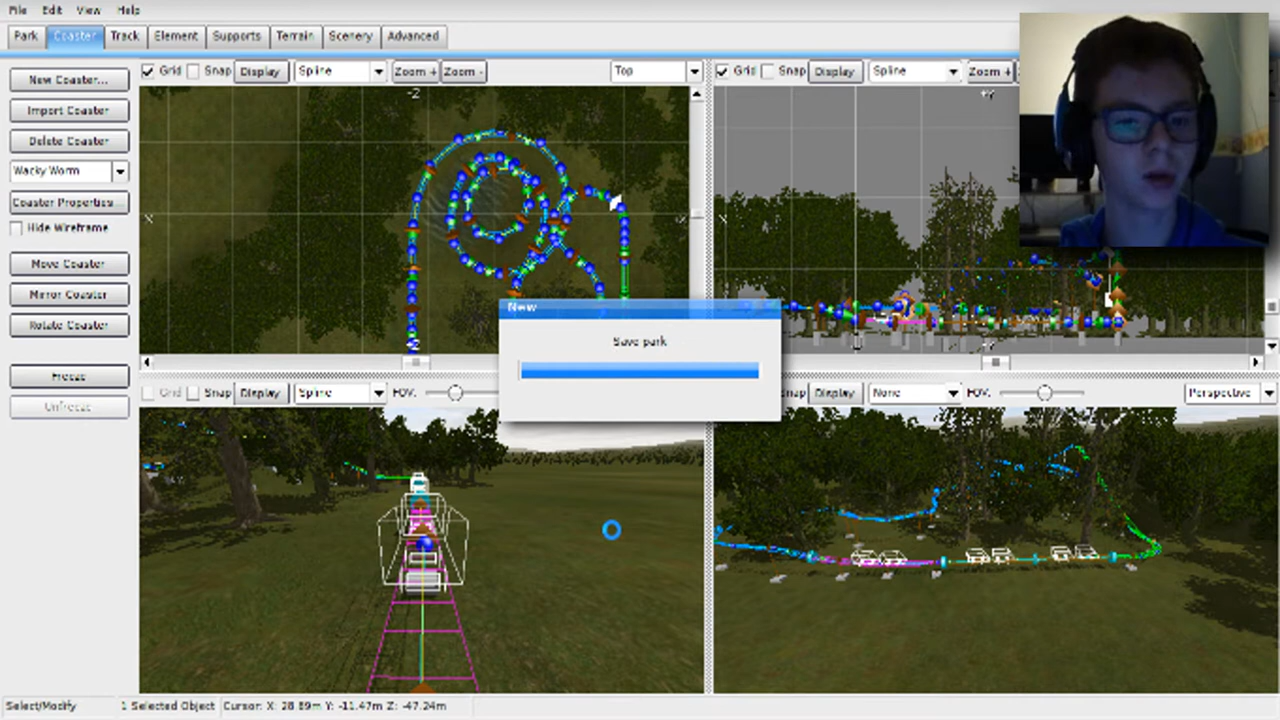 File Edit View Help
Park Coaster Track Element Supports Terrain Scenery Advanced
New Coaster...
Import Coaster
Delete Coaster
Wacky Worm
Coaster Properties...
Hide Wireframe
Move Coaster
Mirror Coaster
Rotate Coaster
Freeze
Unfreeze
Grid Snap Display Spline Zoom + Zoom - Top
Grid Snap Display Spline Zoom +
-Z
X
+Y
X
New
Save park
Grid Snap Display Spline FOV:
Snap Display None FOV: Perspective
Select/Modify 1 Selected Object Cursor: X: 28.89m Y: -11.47m Z: -47.24m